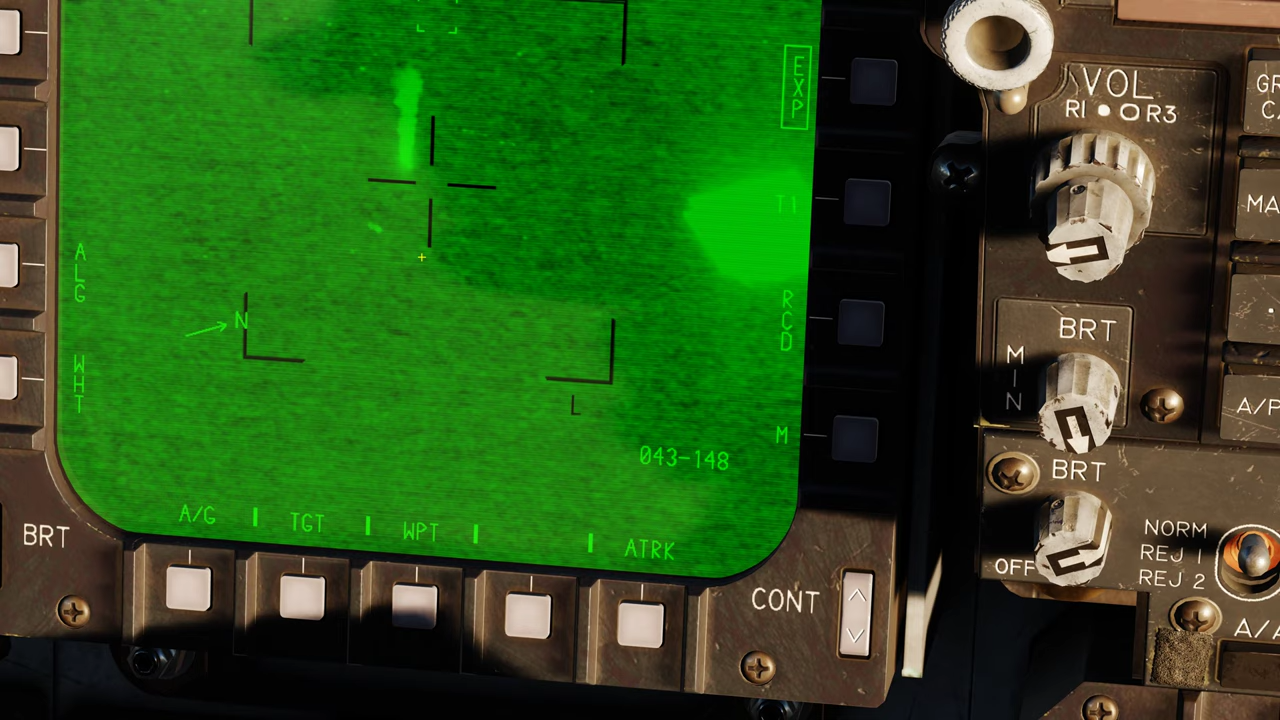 EXP
T1
RCD
M
ALG
WHT
N
L
043-148
A/G
TGT
WPT
ATRK
BRT
CONT
VOL
R1
R3
BRT
MIN
BRT
OFF
NORM
REJ 1
REJ 2
A/P